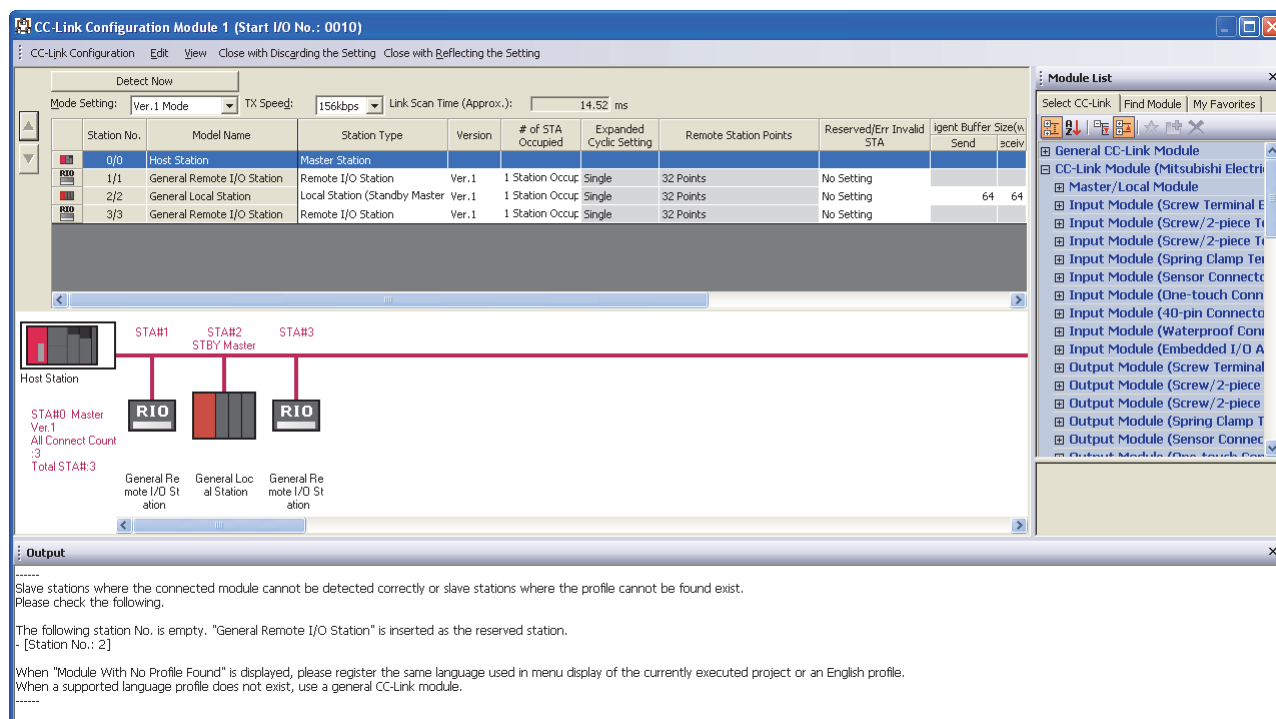 CC-Link Configuration Module 1 (Start I/O No.: 0010)
CC-Link Configuration Edit View Close with Discarding the Setting Close with Reflecting the Setting
Detect Now
Mode Setting: Ver.1 Mode TX Speed: 156kbps Link Scan Time (Approx.): 14.52 ms
Station No. Model Name Station Type Version # of STA Occupied Expanded Cyclic Setting Remote Station Points Reserved/Err Invalid STA igent Buffer Size(w Send eceiv
0/0 Host Station Master Station
RIO 1/1 General Remote I/O Station Remote I/O Station Ver.1 1 Station Occup Single 32 Points No Setting
2/2 General Local Station Local Station (Standby Master Ver.1 1 Station Occup Single 32 Points No Setting 64 64
RIO 3/3 General Remote I/O Station Remote I/O Station Ver.1 1 Station Occup Single 32 Points No Setting
STA#1 STA#2 STA#3
STBY Master
Host Station
STA#0 Master
Ver.1
All Connect Count
:3
Total STA#:3
RIO RIO
General Re General Loc General Re
mote I/O St al Station mote I/O St
ation ation
Module List
Select CC-Link Find Module My Favorites
General CC-Link Module
CC-Link Module (Mitsubishi Electri
Master/Local Module
Input Module (Screw Terminal B
Input Module (Screw/2-piece Te
Input Module (Screw/2-piece Te
Input Module (Spring Clamp Ter
Input Module (Sensor Connecto
Input Module (One-touch Conn
Input Module (40-pin Connecto
Input Module (Waterproof Conn
Input Module (Embedded I/O A
Output Module (Screw Terminal
Output Module (Screw/2-piece
Output Module (Screw/2-piece
Output Module (Spring Clamp T
Output Module (Sensor Connec
Output Module (One-touch Con
Output
------
Slave stations where the connected module cannot be detected correctly or slave stations where the profile cannot be found exist.
Please check the following.
The following station No. is empty. "General Remote I/O Station" is inserted as the reserved station.
- [Station No.: 2]
When "Module With No Profile Found" is displayed, please register the same language used in menu display of the currently executed project or an English profile.
When a supported language profile does not exist, use a general CC-Link module.
------